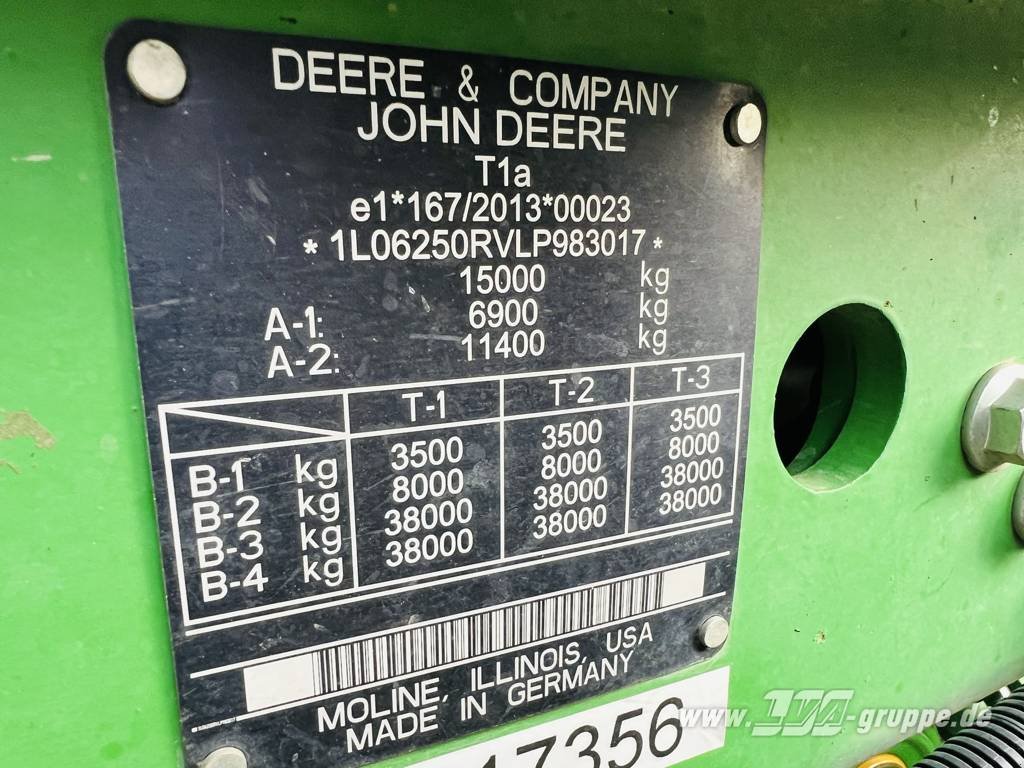 DEERE & COMPANY
JOHN DEERE
T1a
e1*167/2013*00023
* 1L06250RVLP983017 *
15000 kg
A-1: 6900 kg
A-2: 11400 kg
T-1 T-2 T-3
B-1 kg 3500 3500 3500
B-2 kg 8000 8000 8000
B-3 kg 38000 38000 38000
B-4 kg 38000 38000 38000
MOLINE, ILLINOIS, USA
MADE IN GERMANY
17356
www.LVA-gruppe.de